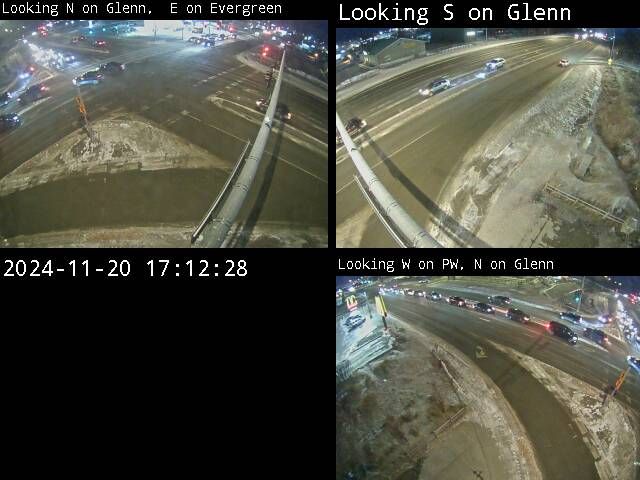 Looking N on Glenn,  E on Evergreen
Looking S on Glenn
2024-11-20 17:12:28
Looking W on PW, N on Glenn